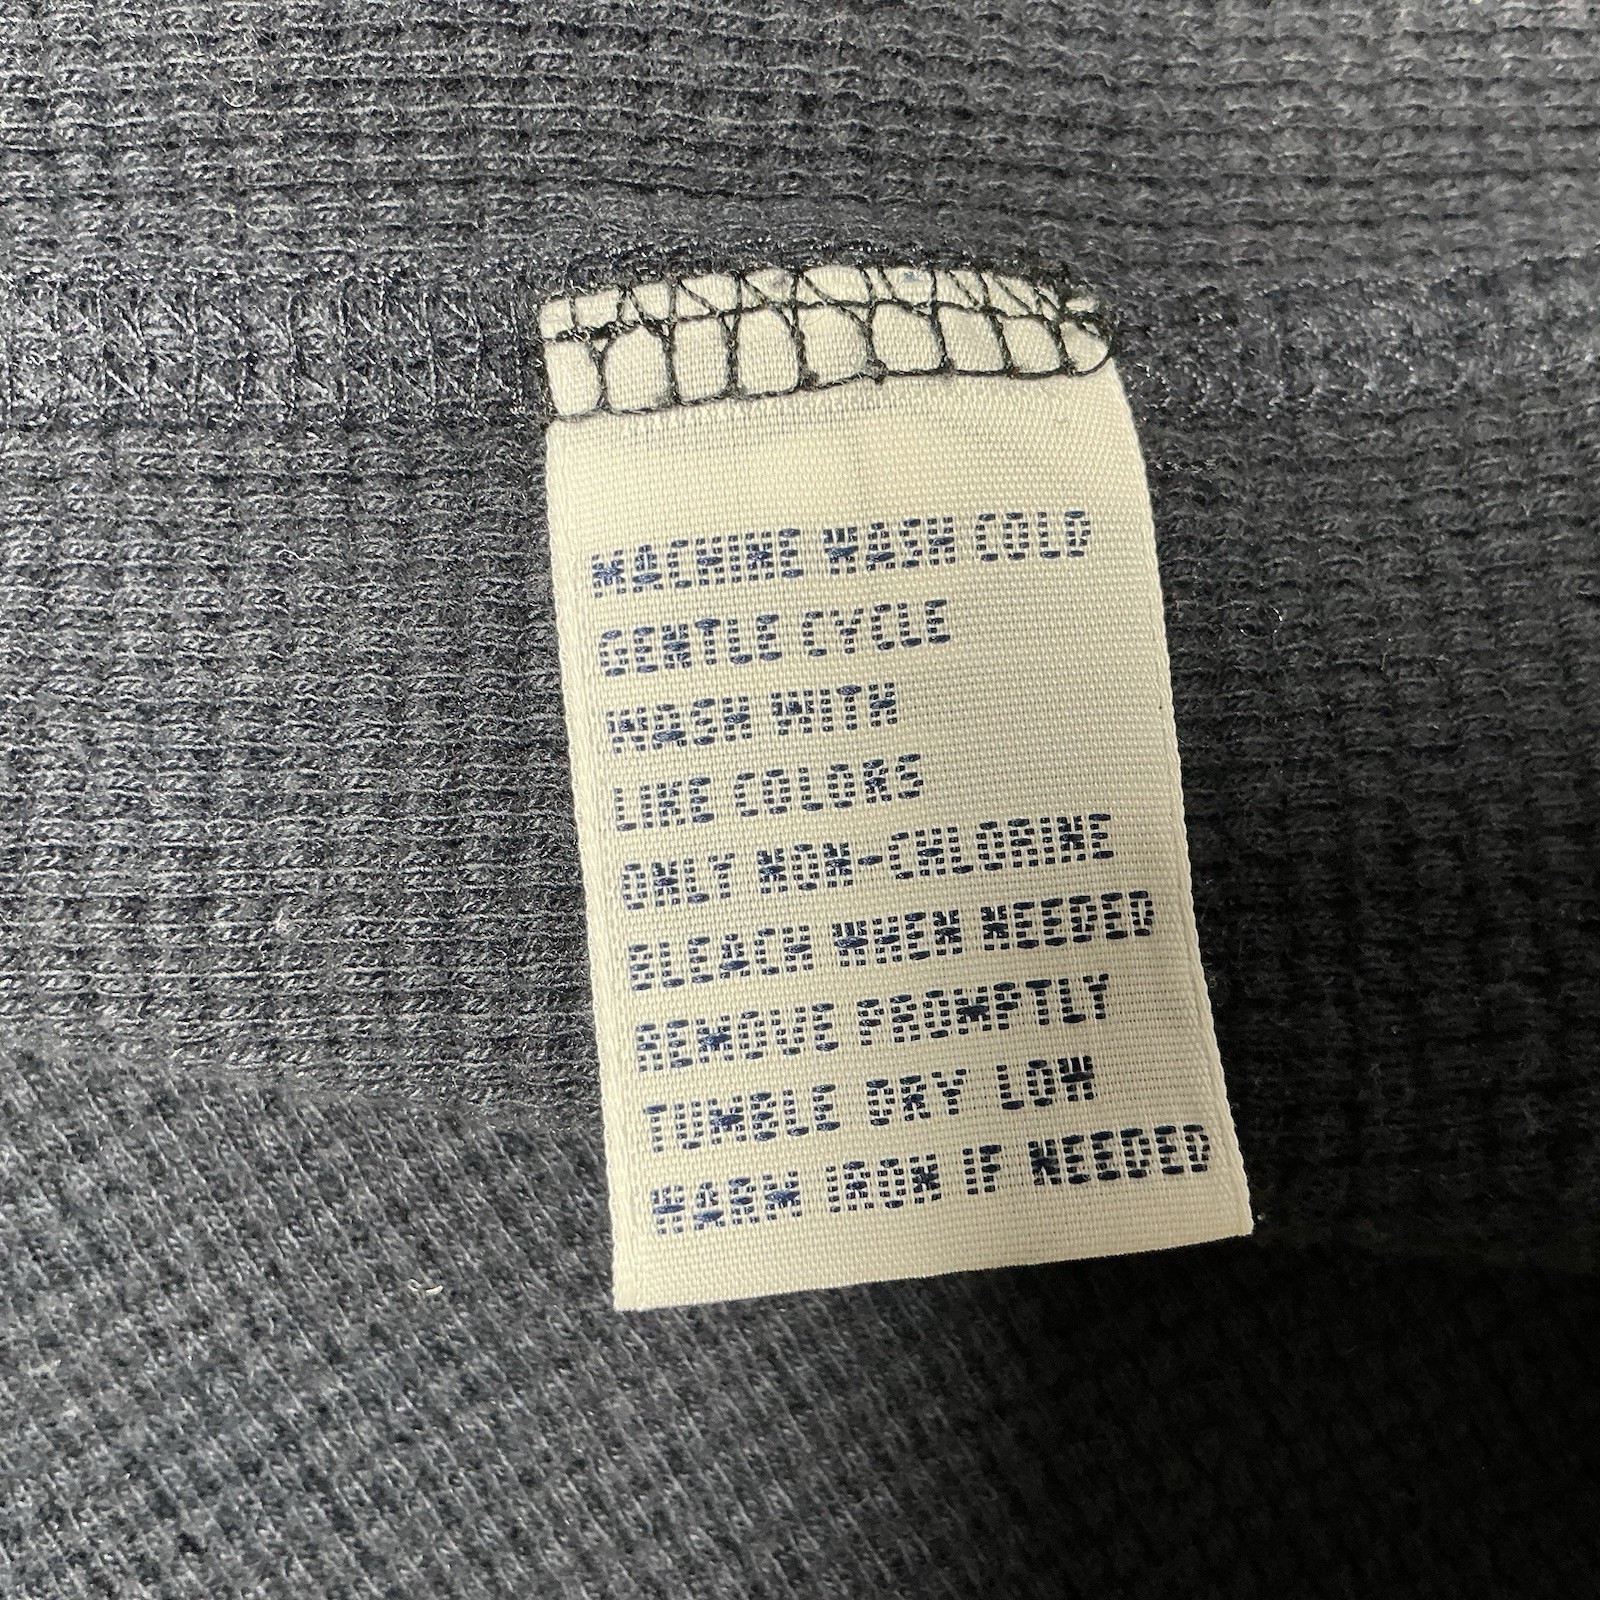 MACHINE WASH COLD
GENTLE CYCLE
WASH WITH
LIKE COLORS
ONLY NON-CHLORINE
BLEACH WHEN NEEDED
REMOVE PROMPTLY
TUMBLE DRY LOW
WARM IRON IF NEEDED